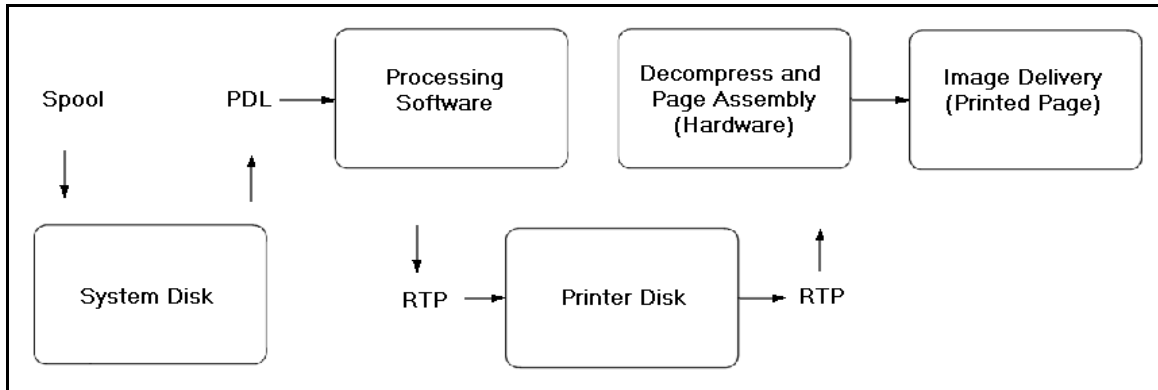 Spool
PDL
Processing
Software
Decompress and
Page Assembly
(Hardware)
Image Delivery
(Printed Page)
System Disk
RTP
Printer Disk
RTP